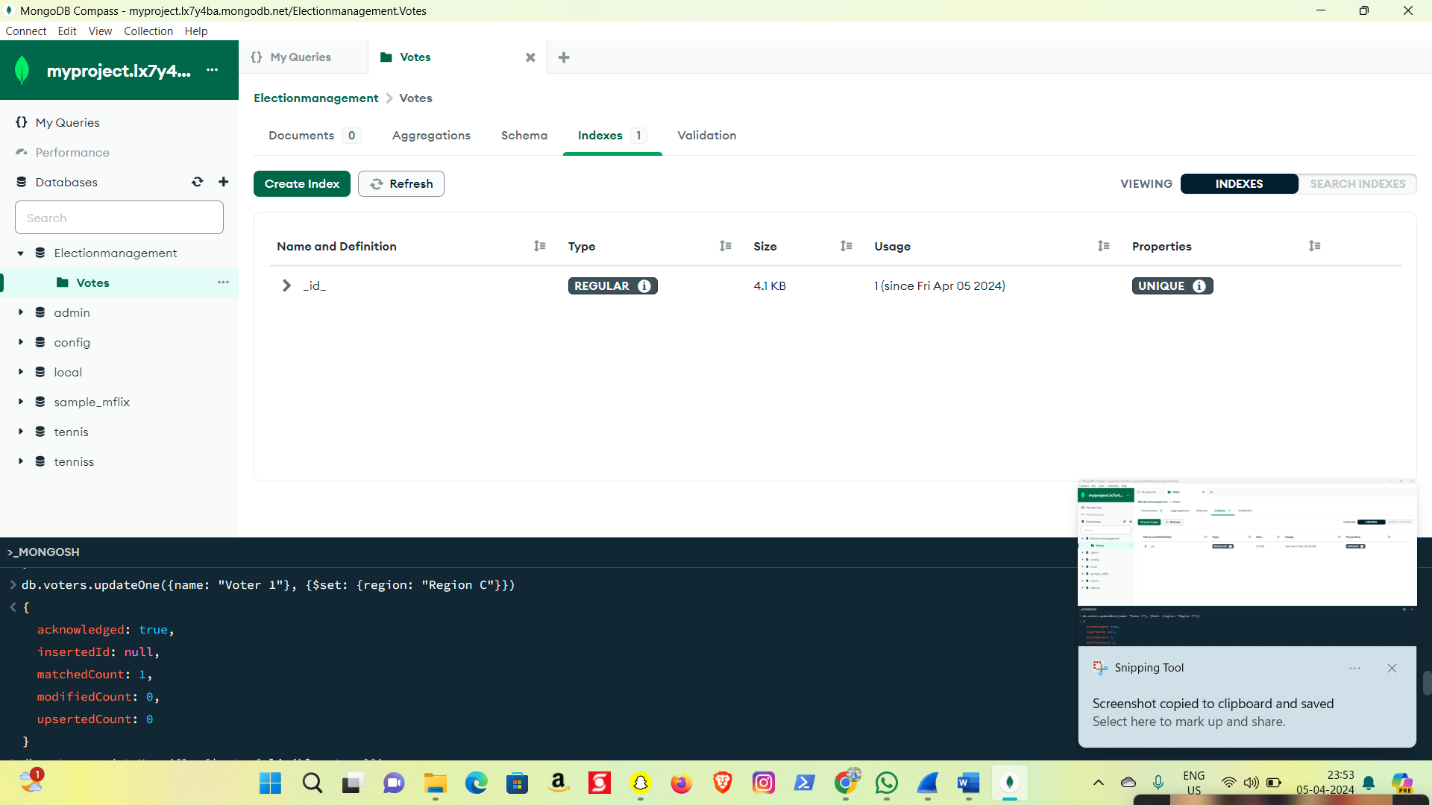 MongoDB Compass - myproject.lx7y4ba.mongodb.net/Electionmanagement.Votes
Connect Edit View Collection Help
myproject.lx7y4... ...
{} My Queries
Votes
Electionmanagement > Votes
{} My Queries
Performance
Databases
Search
Electionmanagement
Votes ...
admin
config
local
sample_mflix
tennis
tenniss
Documents 0 Aggregations Schema Indexes 1 Validation
Create Index Refresh VIEWING INDEXES SEARCH INDEXES
Name and Definition Type Size Usage Properties
_id_ REGULAR 4.1 KB 1 (since Fri Apr 05 2024) UNIQUE
>_MONGOSH
> db.voters.updateOne({name: "Voter 1"}, {$set: {region: "Region C"}})
< {
acknowledged: true,
insertedId: null,
matchedCount: 1,
modifiedCount: 0,
upsertedCount: 0
}
Snipping Tool ...
Screenshot copied to clipboard and saved
Select here to mark up and share.
1
ENG
US
23:53
05-04-2024
PRE